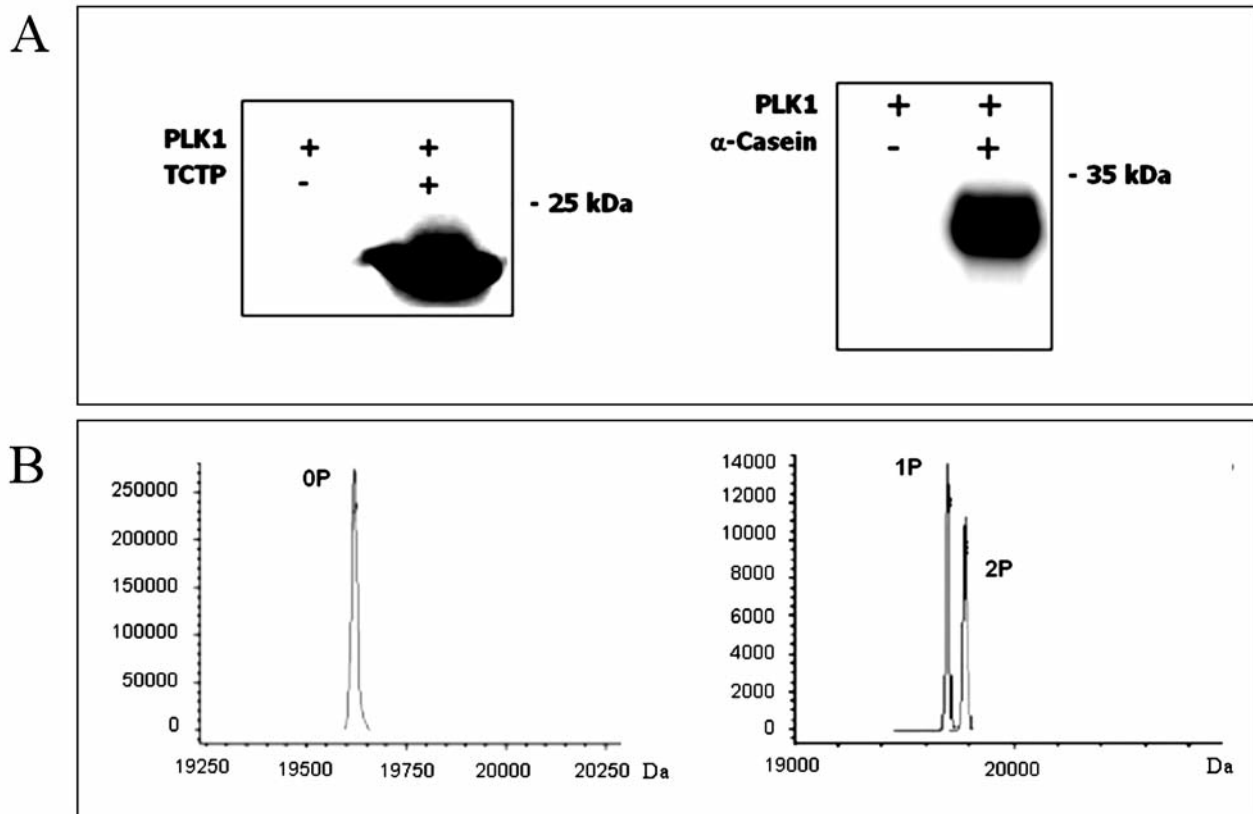 A
PLK1 + +
TCTP - +
- 25 kDa
PLK1 + +
α-Casein - +
- 35 kDa
B
0P
250000
200000
150000
100000
50000
0
19250 19500 19750 20000 20250 Da
1P
2P
14000
12000
10000
8000
6000
4000
2000
0
19000 20000 Da